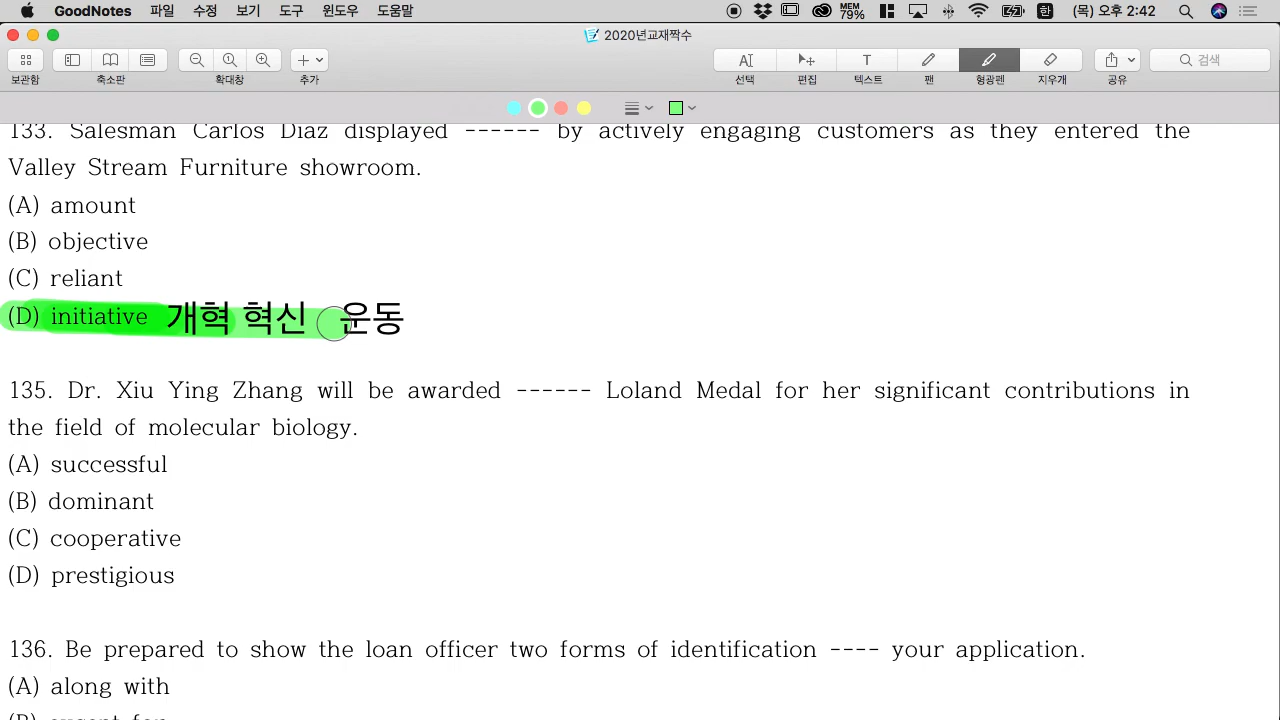 GoodNotes 파일 수정 보기 도구 윈도우 도움말 MEM 79% 한 (목) 오후 2:42
2020년교재짝수
보관함 축소판 확대창 추가 선택 편집 텍스트 펜 형광펜 지우개 공유 검색
133. Salesman Carlos Diaz displayed ------ by actively engaging customers as they entered the
Valley Stream Furniture showroom.
(A) amount
(B) objective
(C) reliant
(D) initiative 개혁 혁신 운동
135. Dr. Xiu Ying Zhang will be awarded ------ Loland Medal for her significant contributions in
the field of molecular biology.
(A) successful
(B) dominant
(C) cooperative
(D) prestigious
136. Be prepared to show the loan officer two forms of identification ---- your application.
(A) along with